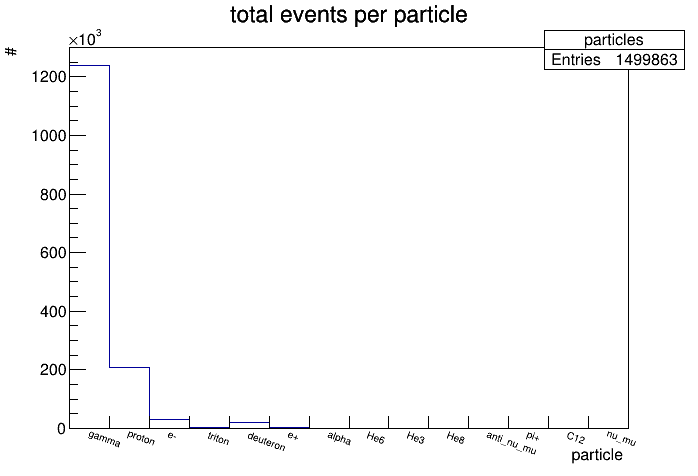 total events per particle
×10³
#
particles
Entries 1499863
1200
1000
800
600
400
200
0
gamma proton e- triton deuteron e+ alpha He6 He3 He8 anti_nu_mu pi+ C12 nu_mu
particle